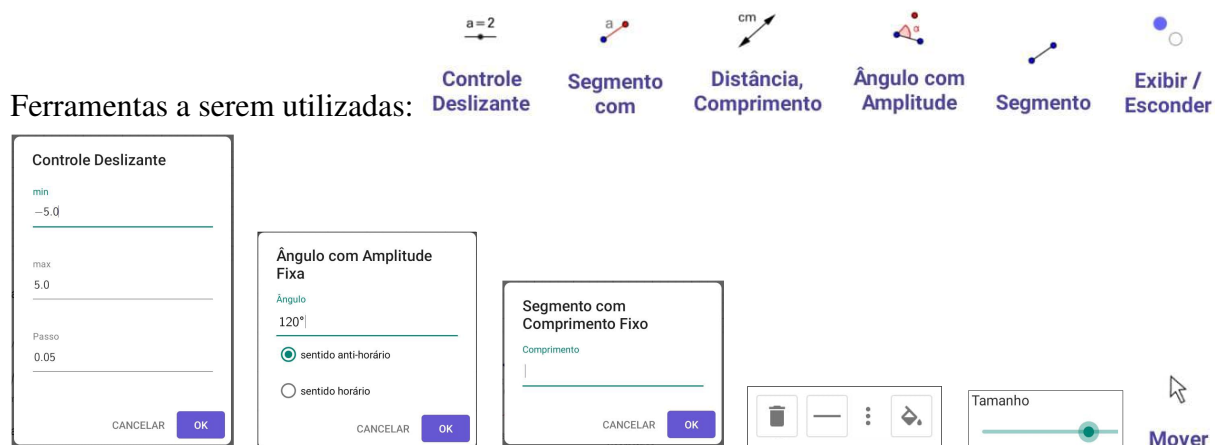 a = 2
a
cm
α
Controle
Deslizante
Segmento
com
Distância,
Comprimento
Ângulo com
Amplitude
Segmento
Exibir /
Esconder
Ferramentas a serem utilizadas:
Controle Deslizante
min
−5.0
max
5.0
Passo
0.05
CANCELAR OK
Ângulo com Amplitude
Fixa
Ângulo
120°
sentido anti-horário
sentido horário
CANCELAR OK
Segmento com
Comprimento Fixo
Comprimento
CANCELAR OK
Tamanho
Mover